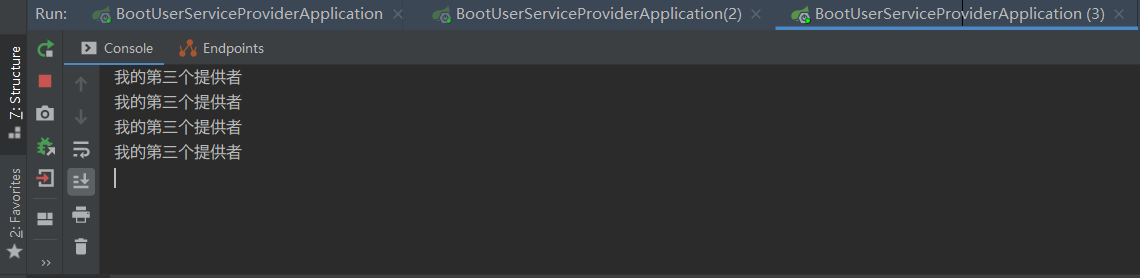 Run: BootUserServiceProviderApplication × BootUserServiceProviderApplication(2) × BootUserServiceProviderApplication (3) ×
Console Endpoints
我的第三个提供者
我的第三个提供者
我的第三个提供者
我的第三个提供者
7: Structure
2: Favorites